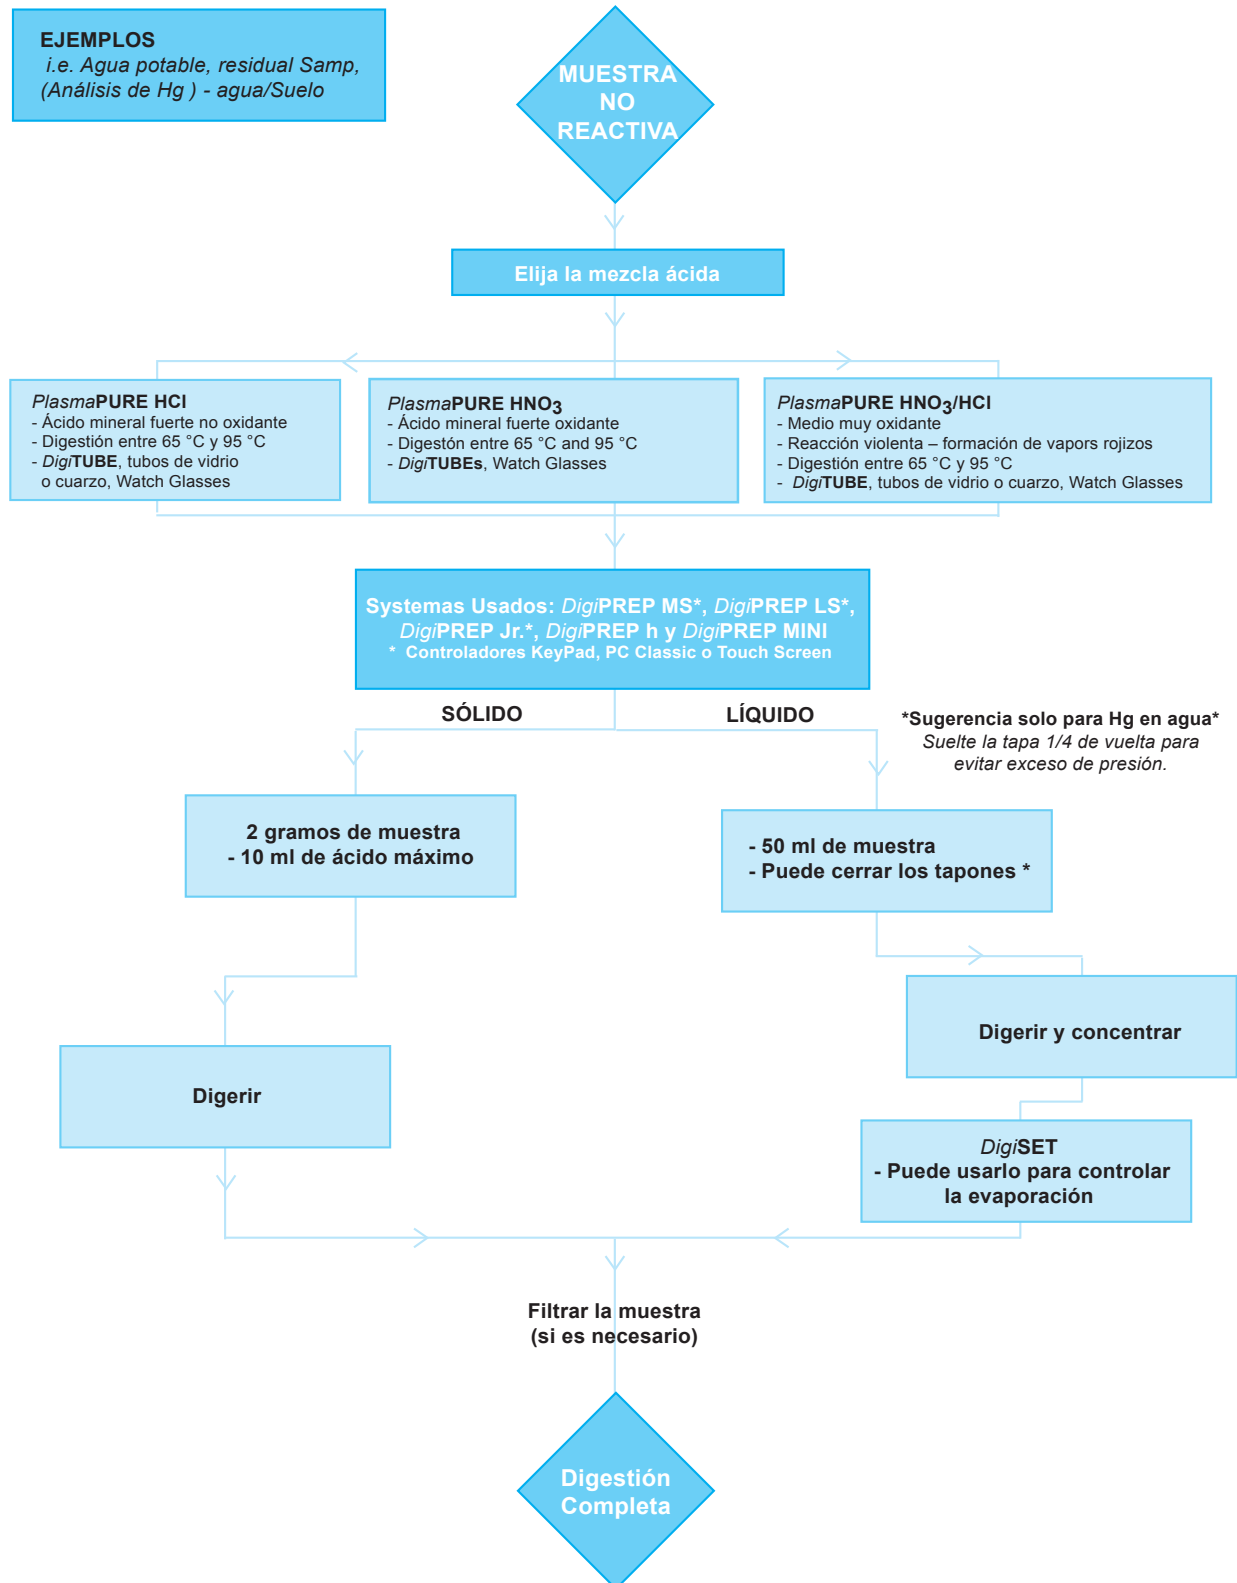 EJEMPLOS
i.e. Agua potable, residual Samp,
(Análisis de Hg ) - agua/Suelo
MUESTRA
NO
REACTIVA
Elija la mezcla ácida
PlasmaPURE HCl
- Ácido mineral fuerte no oxidante
- Digestión entre 65 °C y 95 °C
- DigiTUBE, tubos de vidrio
o cuarzo, Watch Glasses
PlasmaPURE HNO3
- Ácido mineral fuerte oxidante
- Digestón entre 65 °C and 95 °C
- DigiTUBEs, Watch Glasses
PlasmaPURE HNO3/HCl
- Medio muy oxidante
- Reacción violenta – formación de vapors rojizos
- Digestión entre 65 °C y 95 °C
- DigiTUBE, tubos de vidrio o cuarzo, Watch Glasses
Systemas Usados: DigiPREP MS*, DigiPREP LS*,
DigiPREP Jr.*, DigiPREP h y DigiPREP MINI
* Controladores KeyPad, PC Classic o Touch Screen
SÓLIDO
LÍQUIDO
*Sugerencia solo para Hg en agua*
Suelte la tapa 1/4 de vuelta para
evitar exceso de presión.
2 gramos de muestra
- 10 ml de ácido máximo
- 50 ml de muestra
- Puede cerrar los tapones *
Digerir y concentrar
Digerir
DigiSET
- Puede usarlo para controlar
la evaporación
Filtrar la muestra
(si es necesario)
Digestión
Completa